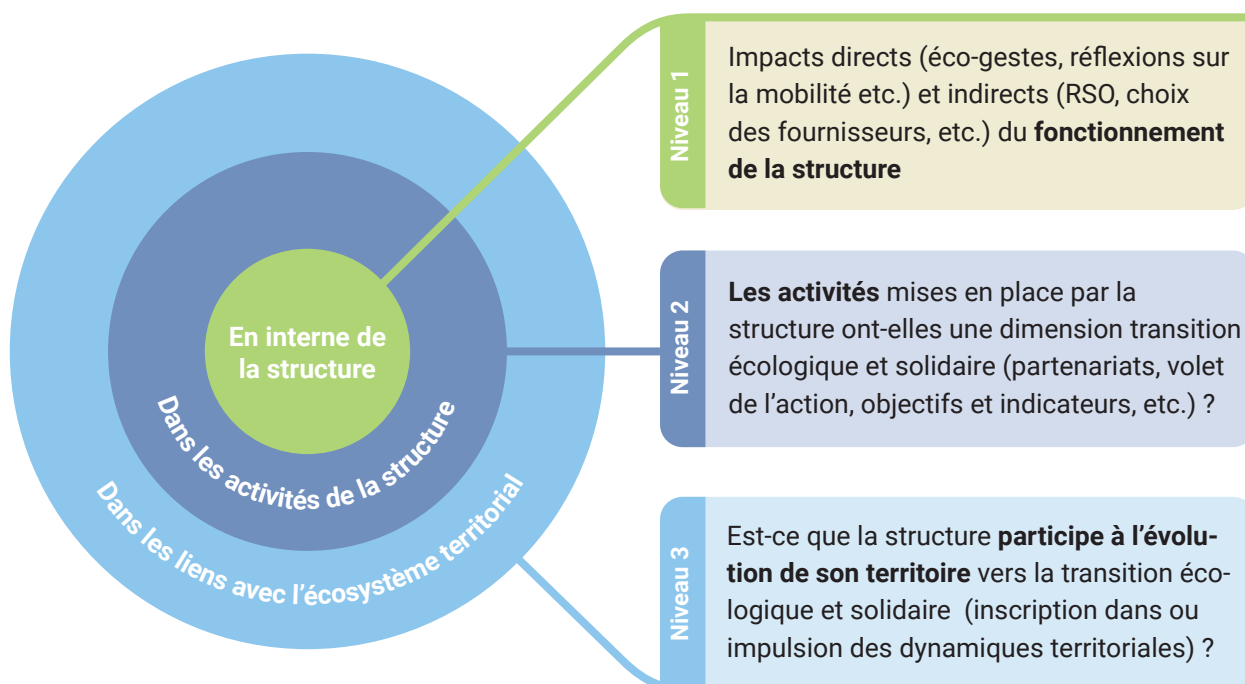 En interne de
la structure
Dans les activités de la structure
Dans les liens avec l'écosystème territorial
Niveau 1
Impacts directs (éco-gestes, réflexions sur
la mobilité etc.) et indirects (RSO, choix
des fournisseurs, etc.) du fonctionnement
de la structure
Niveau 2
Les activités mises en place par la
structure ont-elles une dimension transition
écologique et solidaire (partenariats, volet
de l’action, objectifs et indicateurs, etc.) ?
Niveau 3
Est-ce que la structure participe à l’évolu-
tion de son territoire vers la transition éco-
logique et solidaire (inscription dans ou
impulsion des dynamiques territoriales) ?